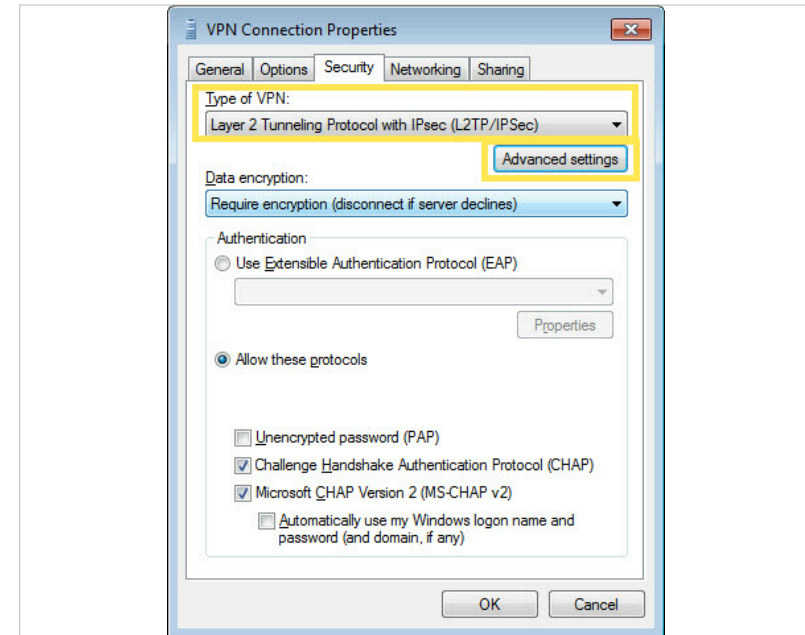 VPN Connection Properties
General Options Security Networking Sharing
Type of VPN:
Layer 2 Tunneling Protocol with IPsec (L2TP/IPSec)
Advanced settings
Data encryption:
Require encryption (disconnect if server declines)
Authentication
Use Extensible Authentication Protocol (EAP)
Properties
Allow these protocols
Unencrypted password (PAP)
Challenge Handshake Authentication Protocol (CHAP)
Microsoft CHAP Version 2 (MS-CHAP v2)
Automatically use my Windows logon name and
password (and domain, if any)
OK Cancel